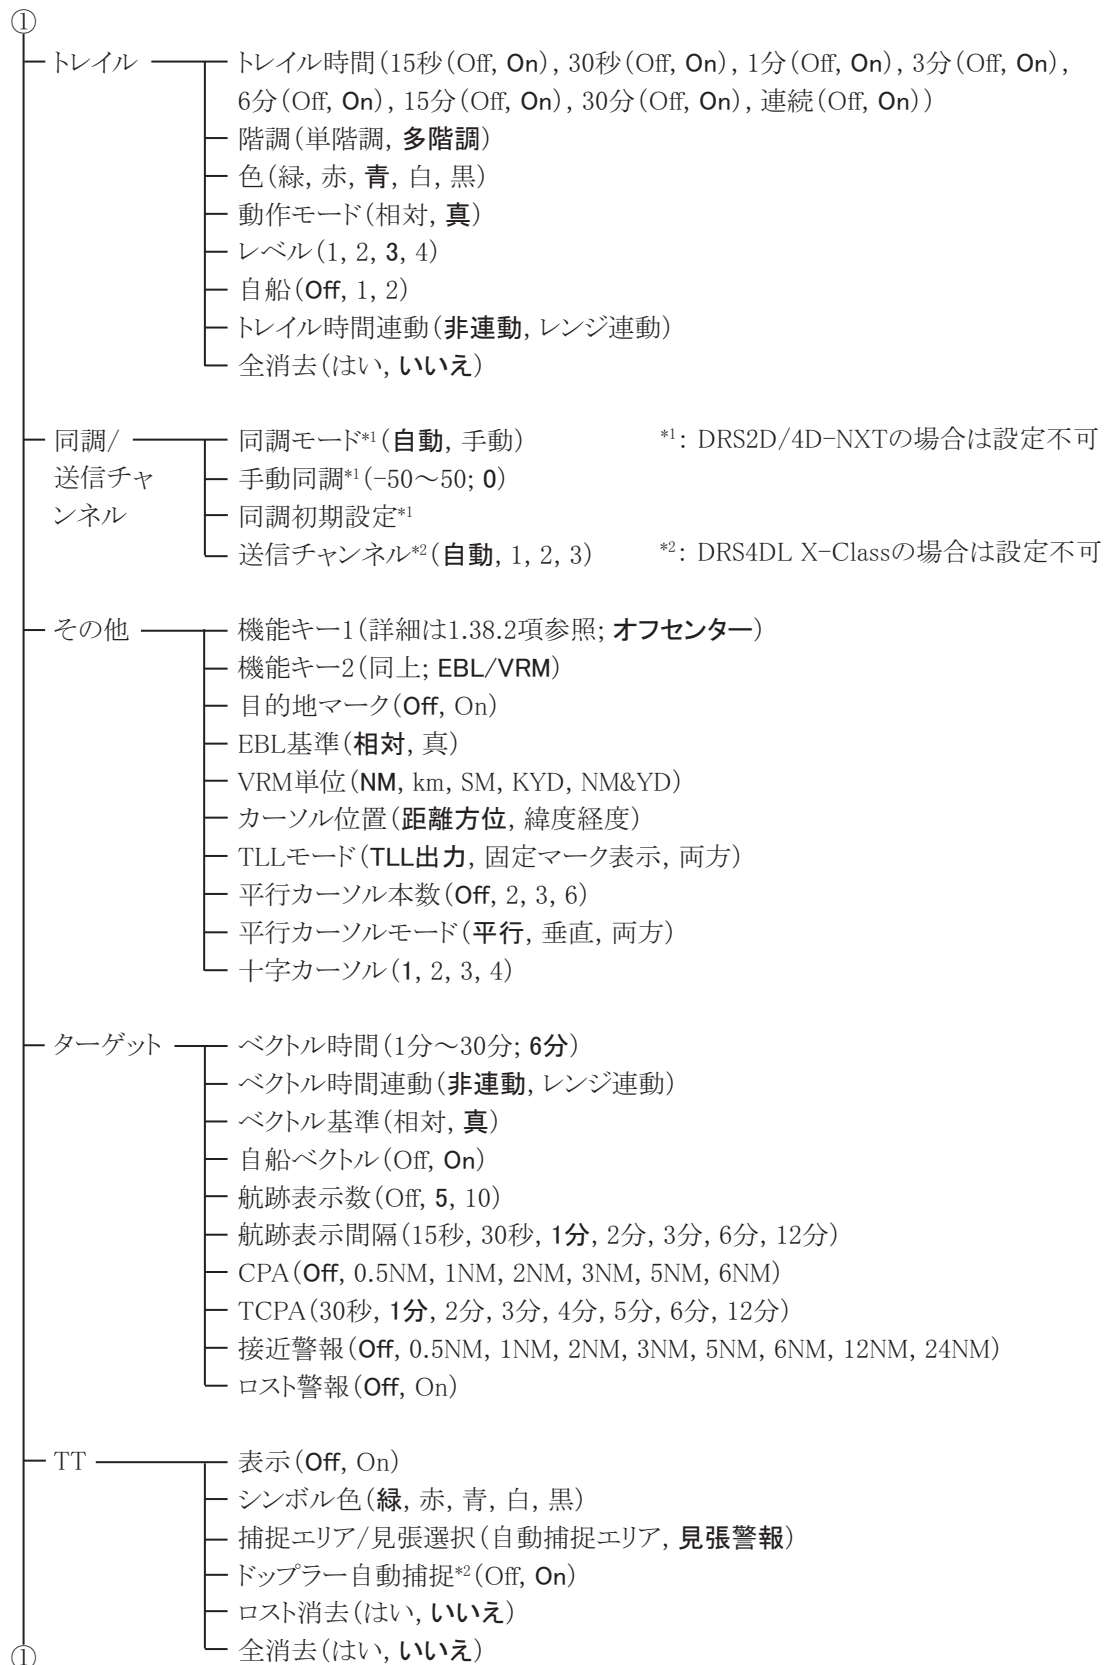 ①
トレイル トレイル時間(15秒(Off, On), 30秒(Off, On), 1分(Off, On), 3分(Off, On),
6分(Off, On), 15分(Off, On), 30分(Off, On), 連続(Off, On))
階調(単階調, 多階調)
色(緑, 赤, 青, 白, 黒)
動作モード(相対, 真)
レベル(1, 2, 3, 4)
自船(Off, 1, 2)
トレイル時間連動(非連動, レンジ連動)
全消去(はい, いいえ)
同調/ 同調モード*1(自動, 手動) *1: DRS2D/4D-NXTの場合は設定不可
送信チャ 手動同調*1(-50～50; 0)
ンネル 同調初期設定*1
送信チャンネル*2(自動, 1, 2, 3) *2: DRS4DL X-Classの場合は設定不可
その他 機能キー1(詳細は1.38.2項参照; オフセンター)
機能キー2(同上; EBL/VRM)
目的地マーク(Off, On)
EBL基準(相対, 真)
VRM単位(NM, km, SM, KYD, NM&YD)
カーソル位置(距離方位, 緯度経度)
TLLモード(TLL出力, 固定マーク表示, 両方)
平行カーソル本数(Off, 2, 3, 6)
平行カーソルモード(平行, 垂直, 両方)
十字カーソル(1, 2, 3, 4)
ターゲット ベクトル時間(1分～30分; 6分)
ベクトル時間連動(非連動, レンジ連動)
ベクトル基準(相対, 真)
自船ベクトル(Off, On)
航跡表示数(Off, 5, 10)
航跡表示間隔(15秒, 30秒, 1分, 2分, 3分, 6分, 12分)
CPA(Off, 0.5NM, 1NM, 2NM, 3NM, 5NM, 6NM)
TCPA(30秒, 1分, 2分, 3分, 4分, 5分, 6分, 12分)
接近警報(Off, 0.5NM, 1NM, 2NM, 3NM, 5NM, 6NM, 12NM, 24NM)
ロスト警報(Off, On)
TT 表示(Off, On)
シンボル色(緑, 赤, 青, 白, 黒)
捕捉エリア/見張選択(自動捕捉エリア, 見張警報)
ドップラー自動捕捉*2(Off, On)
ロスト消去(はい, いいえ)
全消去(はい, いいえ)
①